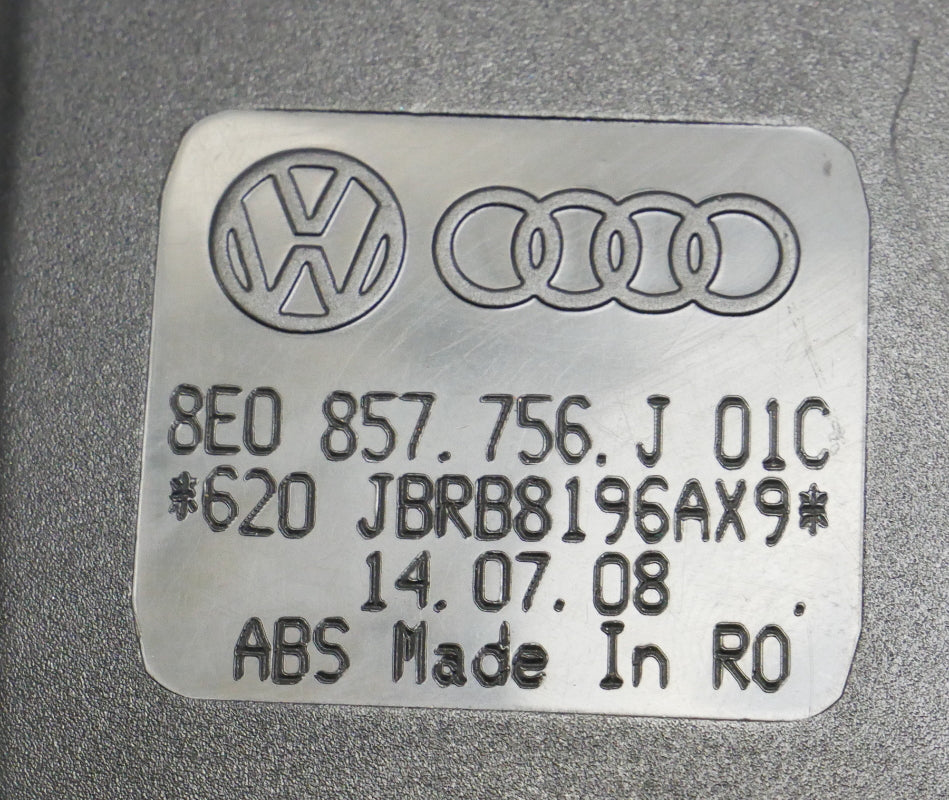 8E0 857.756.J 01C
*620 JBRB8196AX9*
14.07.08 .
ABS Made In RO